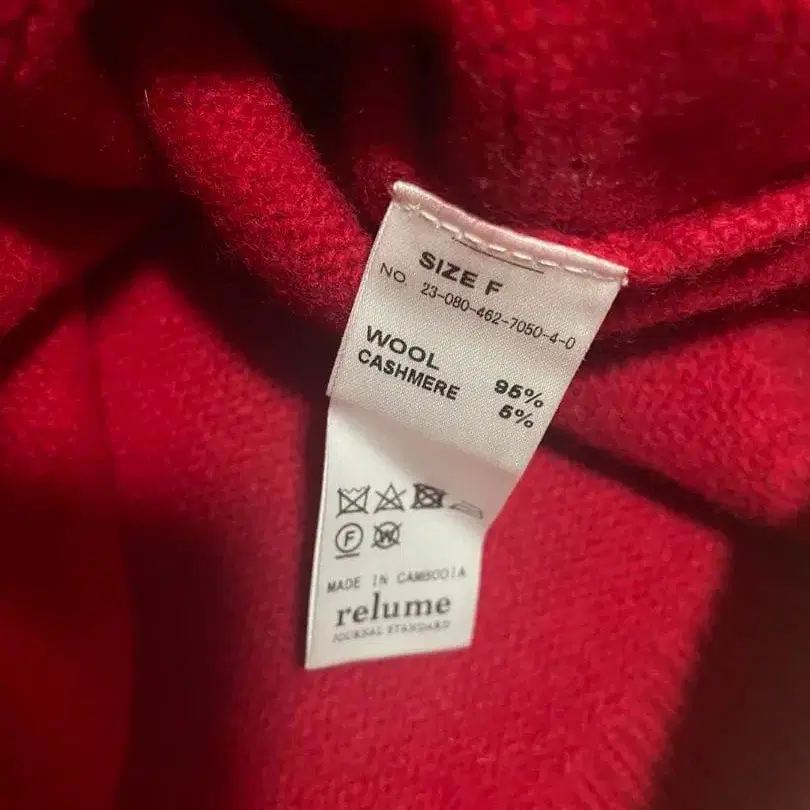 SIZE F
NO. 23-080-462-7050-4-0
WOOL 95%
CASHMERE 5%
F W
MADE IN CAMBODIA
relume
JOURNAL STANDARD